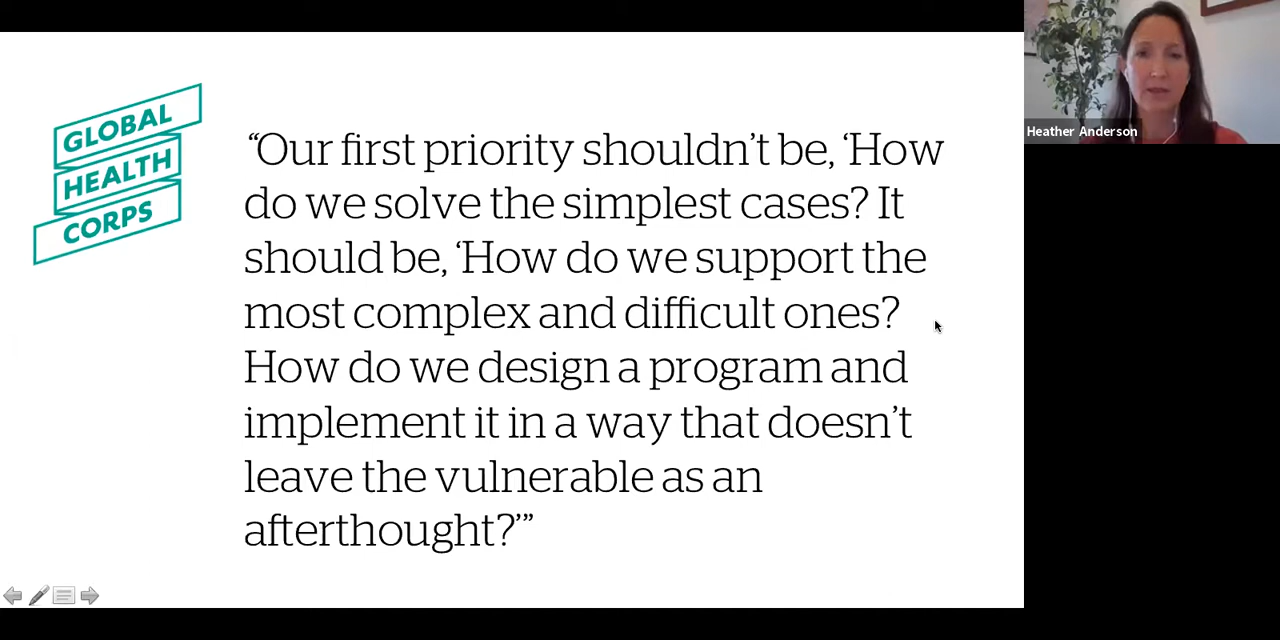 GLOBAL
HEALTH
CORPS
“Our first priority shouldn’t be, ‘How
do we solve the simplest cases? It
should be, ‘How do we support the
most complex and difficult ones?
How do we design a program and
implement it in a way that doesn’t
leave the vulnerable as an
afterthought?’”
Heather Anderson